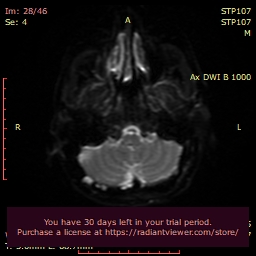 Im: 28/46
Se: 4
STP107
STP107
M
A
Ax DWI B 1000
R
L
You have 30 days left in your trial period.
Purchase a license at https://radiantviewer.com/store/